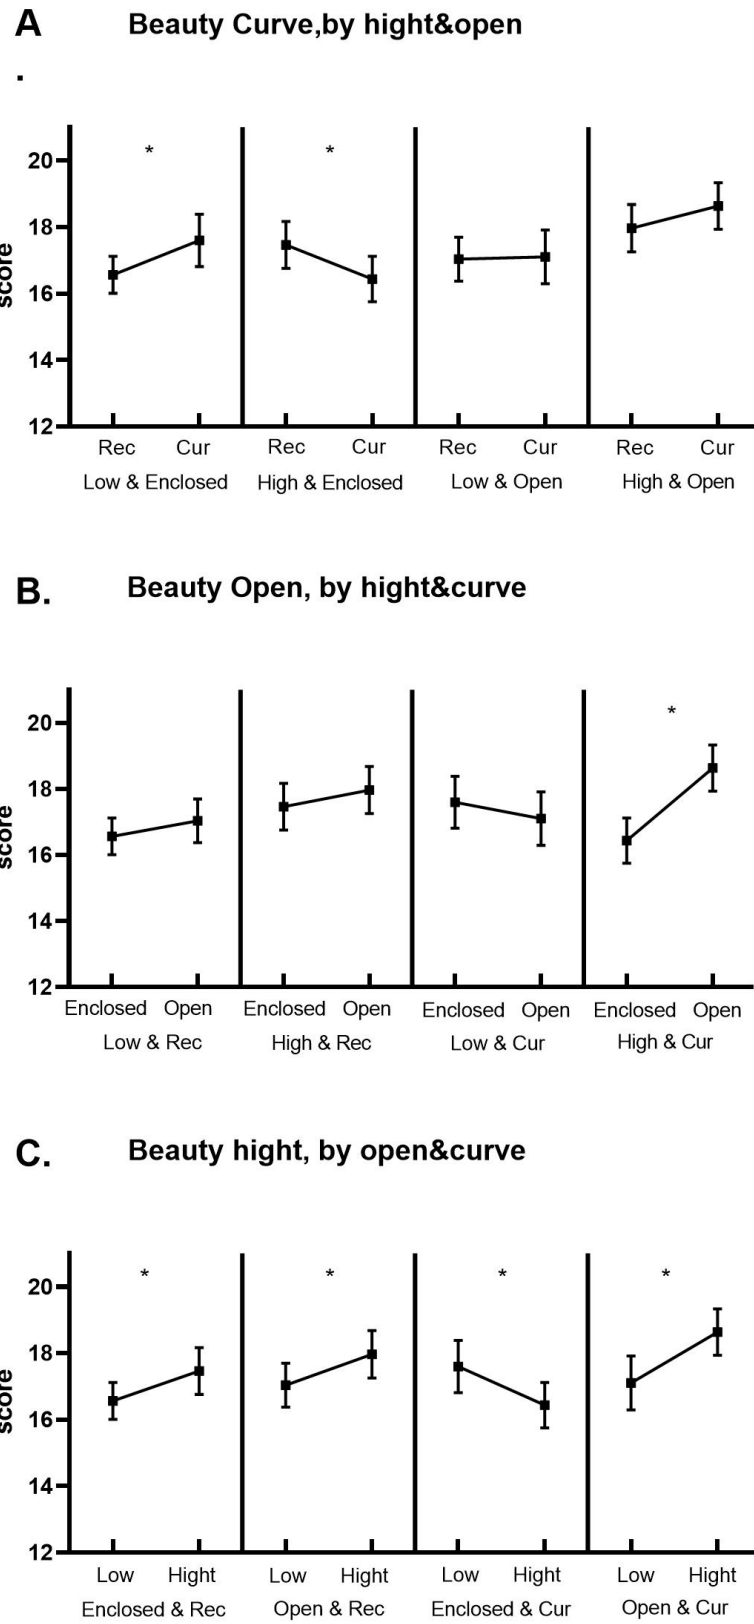 A
.
Beauty Curve,by hight&open
*
*
20
18
16
14
12
score
Rec Cur Rec Cur Rec Cur Rec Cur
Low & Enclosed High & Enclosed Low & Open High & Open
B.
Beauty Open, by hight&curve
*
20
18
16
14
12
score
Enclosed Open Enclosed Open Enclosed Open Enclosed Open
Low & Rec High & Rec Low & Cur High & Cur
C.
Beauty hight, by open&curve
* * * *
20
18
16
14
12
score
Low Hight Low Hight Low Hight Low Hight
Enclosed & Rec Open & Rec Enclosed & Cur Open & Cur